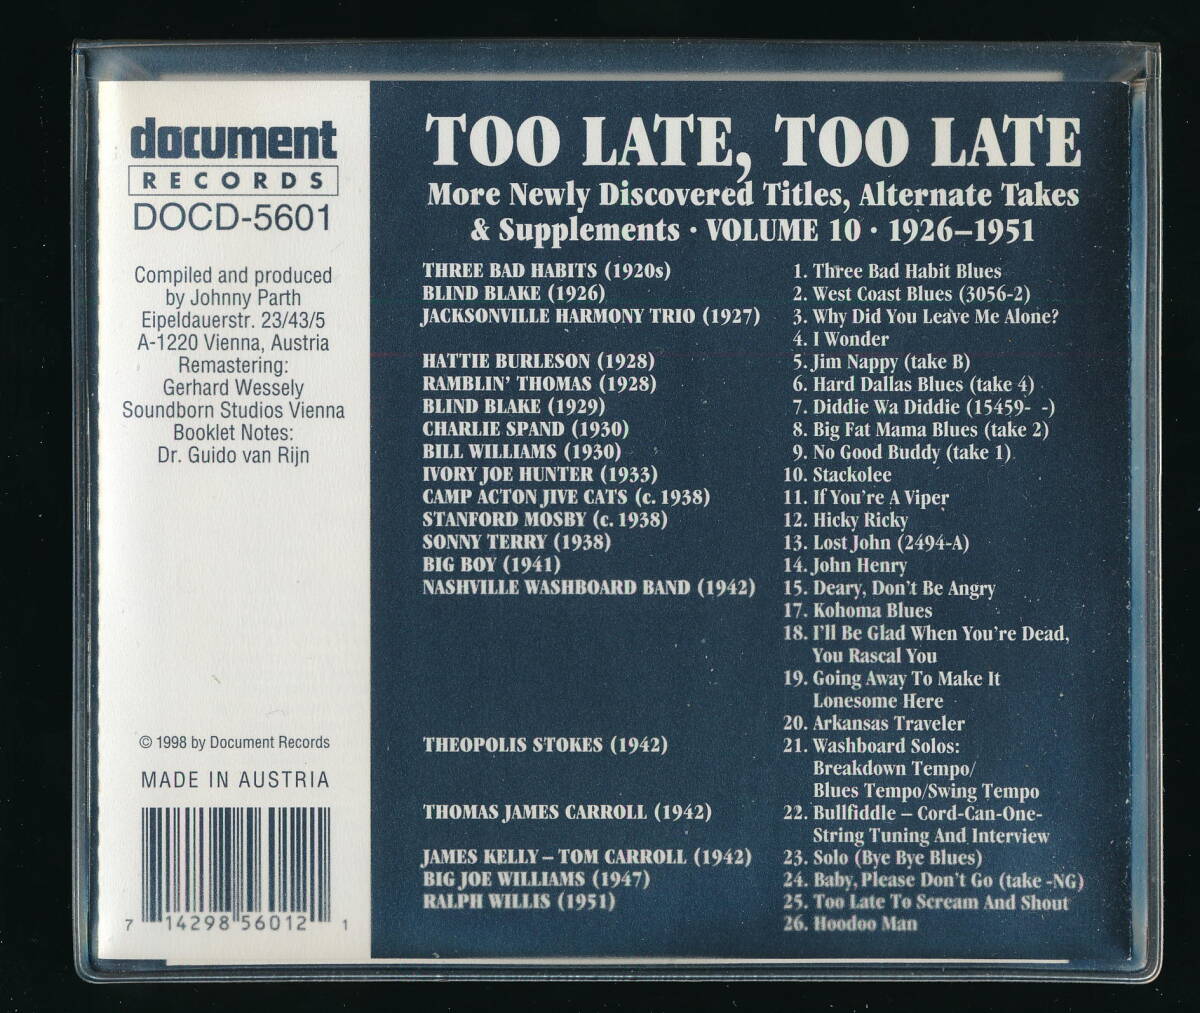 document
RECORDS
DOCD-5601
Compiled and produced
by Johnny Parth
Eipeldauerstr. 23/43/5
A-1220 Vienna, Austria
Remastering:
Gerhard Wessely
Soundborn Studios Vienna
Booklet Notes:
Dr. Guido van Rijn
© 1998 by Document Records
MADE IN AUSTRIA
7 14298 56012 1
TOO LATE, TOO LATE
More Newly Discovered Titles, Alternate Takes
& Supplements · VOLUME 10 · 1926–1951
THREE BAD HABITS (1920s) 1. Three Bad Habit Blues
BLIND BLAKE (1926) 2. West Coast Blues (3056-2)
JACKSONVILLE HARMONY TRIO (1927) 3. Why Did You Leave Me Alone?
4. I Wonder
HATTIE BURLESON (1928) 5. Jim Nappy (take B)
RAMBLIN' THOMAS (1928) 6. Hard Dallas Blues (take 4)
BLIND BLAKE (1929) 7. Diddie Wa Diddie (15459- -)
CHARLIE SPAND (1930) 8. Big Fat Mama Blues (take 2)
BILL WILLIAMS (1930) 9. No Good Buddy (take 1)
IVORY JOE HUNTER (1933) 10. Stackolee
CAMP ACTON JIVE CATS (c. 1938) 11. If You're A Viper
STANFORD MOSBY (c. 1938) 12. Hicky Ricky
SONNY TERRY (1938) 13. Lost John (2494-A)
BIG BOY (1941) 14. John Henry
NASHVILLE WASHBOARD BAND (1942) 15. Deary, Don't Be Angry
17. Kohoma Blues
18. I'll Be Glad When You're Dead,
You Rascal You
19. Going Away To Make It
Lonesome Here
20. Arkansas Traveler
THEOPOLIS STOKES (1942) 21. Washboard Solos:
Breakdown Tempo/
Blues Tempo/Swing Tempo
THOMAS JAMES CARROLL (1942) 22. Bullfiddle – Cord-Can-One-
String Tuning And Interview
JAMES KELLY – TOM CARROLL (1942) 23. Solo (Bye Bye Blues)
BIG JOE WILLIAMS (1947) 24. Baby, Please Don't Go (take -NG)
RALPH WILLIS (1951) 25. Too Late To Scream And Shout
26. Hoodoo Man